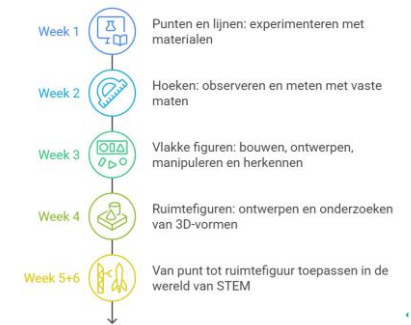 Week 1
Punten en lijnen: experimenteren met
materialen
Week 2
Hoeken: observeren en meten met vaste
maten
Week 3
Vlakke figuren: bouwen, ontwerpen,
manipuleren en herkennen
Week 4
Ruimtefiguren: ontwerpen en onderzoeken
van 3D-vormen
Week 5+6
Van punt tot ruimtefiguur toepassen in de
wereld van STEM